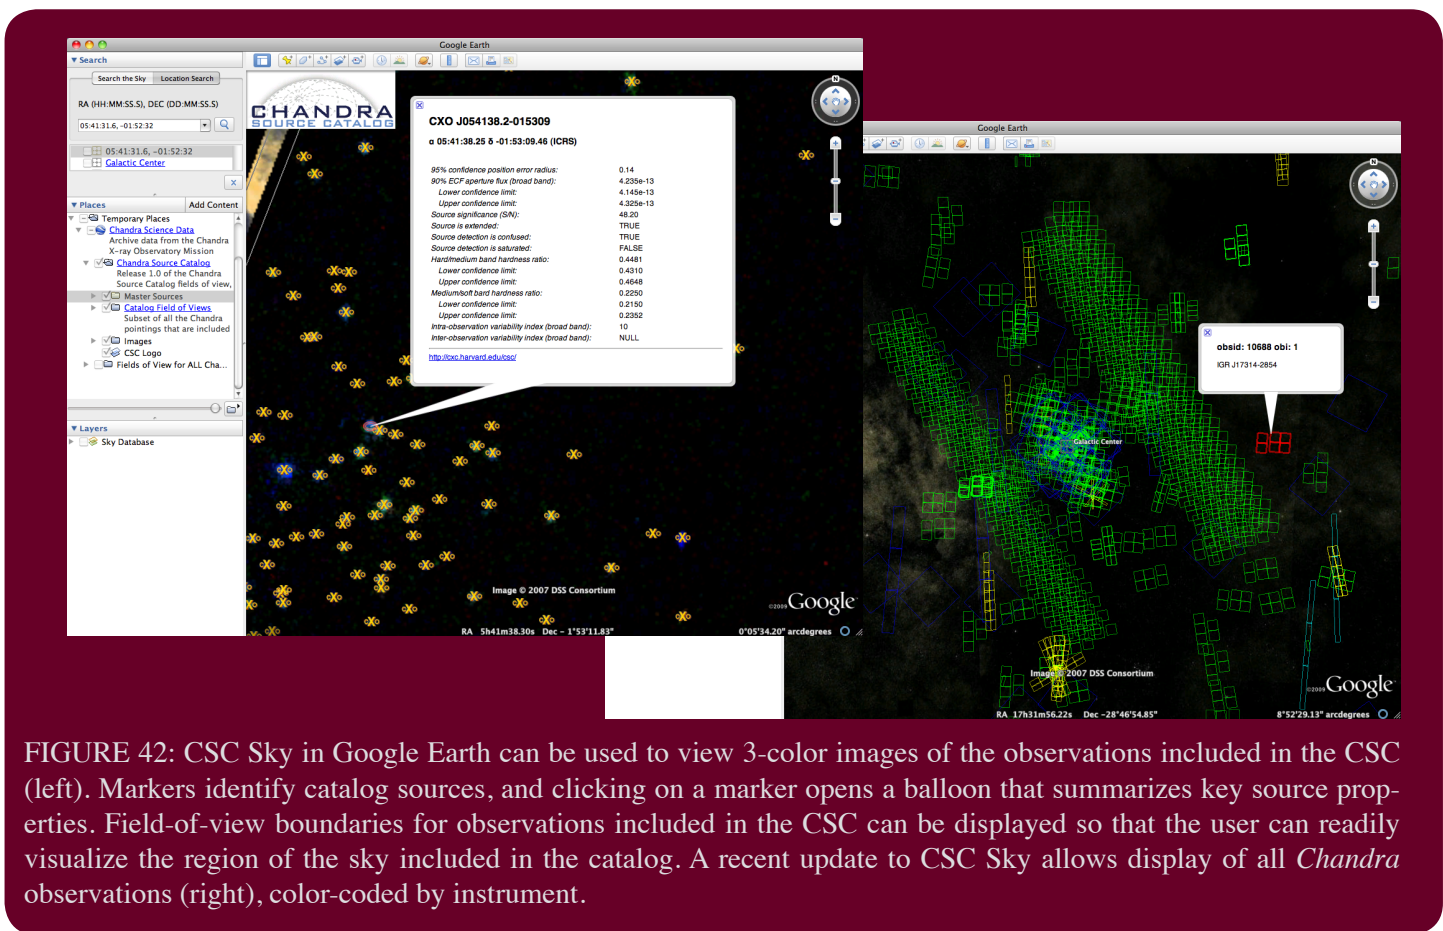 Google Earth
Search
Search the Sky
Location Search
RA (HH:MM:SS.S), DEC (DD:MM:SS.S)
05:41:31.6, -01:52:32
05:41:31.6, -01:52:32
Galactic Center
Places
Add Content
Temporary Places
Chandra Science Data
Archive data from the Chandra
X-ray Observatory Mission
Chandra Source Catalog
Release 1.0 of the Chandra
Source Catalog fields of view,
Master Sources
Catalog Field of Views
Subset of all the Chandra
pointings that are included
Images
CSC Logo
Fields of View for ALL Cha...
Layers
Sky Database
CHANDRA
SOURCE CATALOG
CXO J054138.2-015309
α 05:41:38.25 δ -01:53:09.46 (ICRS)
95% confidence position error radius: 0.14
90% ECF aperture flux (broad band): 4.235e-13
Lower confidence limit: 4.145e-13
Upper confidence limit: 4.325e-13
Source significance (S/N): 48.20
Source is extended: TRUE
Source detection is confused: TRUE
Source detection is saturated: FALSE
Hard/medium band hardness ratio: 0.4481
Lower confidence limit: 0.4310
Upper confidence limit: 0.4648
Medium/soft bard hardness ratio: 0.2250
Lower confidence limit: 0.2150
Upper confidence limit: 0.2352
Intra-observation variability index (broad band): 10
Inter-observation variability index (broad band): NULL
http://cxc.harvard.edu/csc/
N
Image © 2007 DSS Consortium
©2009 Google
RA 5h41m38.30s Dec - 1°53'11.83" 0°05'34.20" arcdegrees
Google Earth
N
obsid: 10688 obi: 1
IGR J17314-2854
Galactic Center
Image © 2007 DSS Consortium
©2009 Google
RA 17h31m56.22s Dec -28°46'54.85" 8°52'29.13" arcdegrees
FIGURE 42: CSC Sky in Google Earth can be used to view 3-color images of the observations included in the CSC
(left). Markers identify catalog sources, and clicking on a marker opens a balloon that summarizes key source prop-
erties. Field-of-view boundaries for observations included in the CSC can be displayed so that the user can readily
visualize the region of the sky included in the catalog. A recent update to CSC Sky allows display of all Chandra
observations (right), color-coded by instrument.